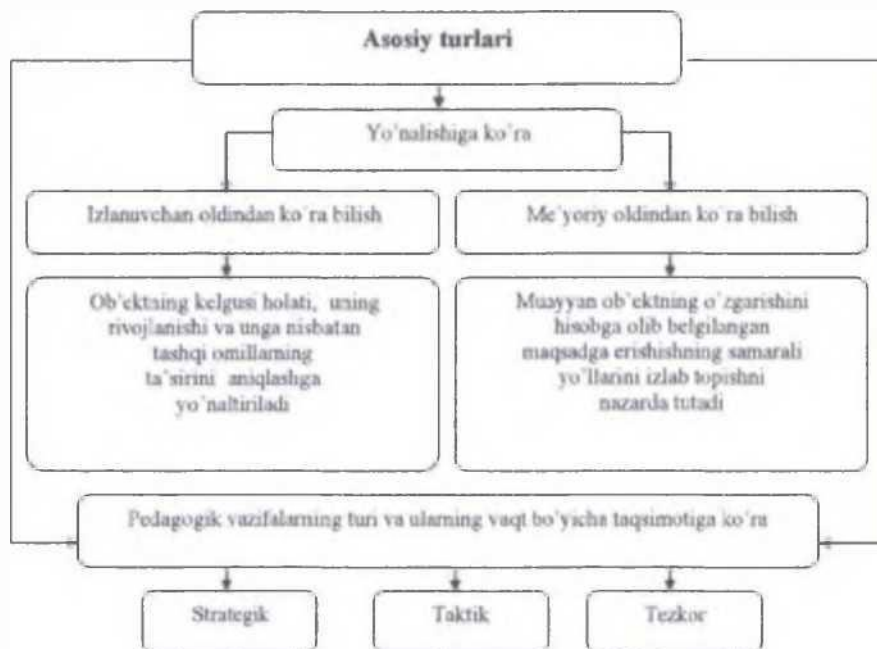 Asosiy turlari
Yo'nalishiga ko'ra
Izlanuvchan oldindan ko'ra bilish
Me'yoriy oldindan ko'ra bilish
Ob'ektning kelgusi holati, uning
rivojlanishi va unga nisbatan
tashqi omillarning
ta'sirini aniqlashga
yo'naltiriladi
Muayyan ob'ektning o'zgarishini
hisobga olib belgilangan
maqsadga erishishning samarali
yo'llarini izlab topishni
nazarda tutadi
Pedagogik vazifalarning turi va ularning vaqt bo'yicha taqsimotiga ko'ra
Strategik
Taktik
Tezkor